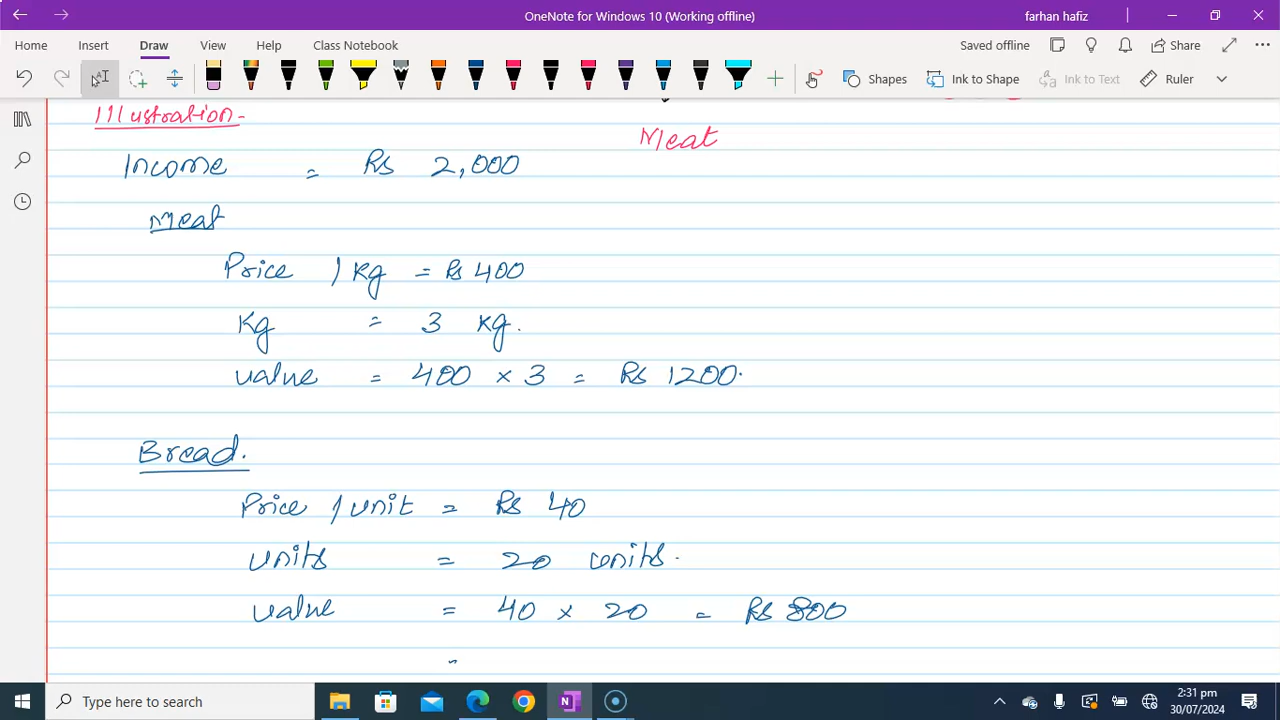 OneNote for Windows 10 (Working offline)
farhan hafiz
Home Insert Draw View Help Class Notebook
Saved offline Share
Shapes Ink to Shape Ink to Text Ruler
Illustration-
Meat
Income = Rs 2,000
Meat
Price / Kg = Rs 400
Kg = 3 Kg.
value = 400 × 3 = Rs 1200.
Bread.
Price / unit = Rs 40
units = 20 units.
value = 40 × 20 = Rs 800
Type here to search
2:31 pm
30/07/2024